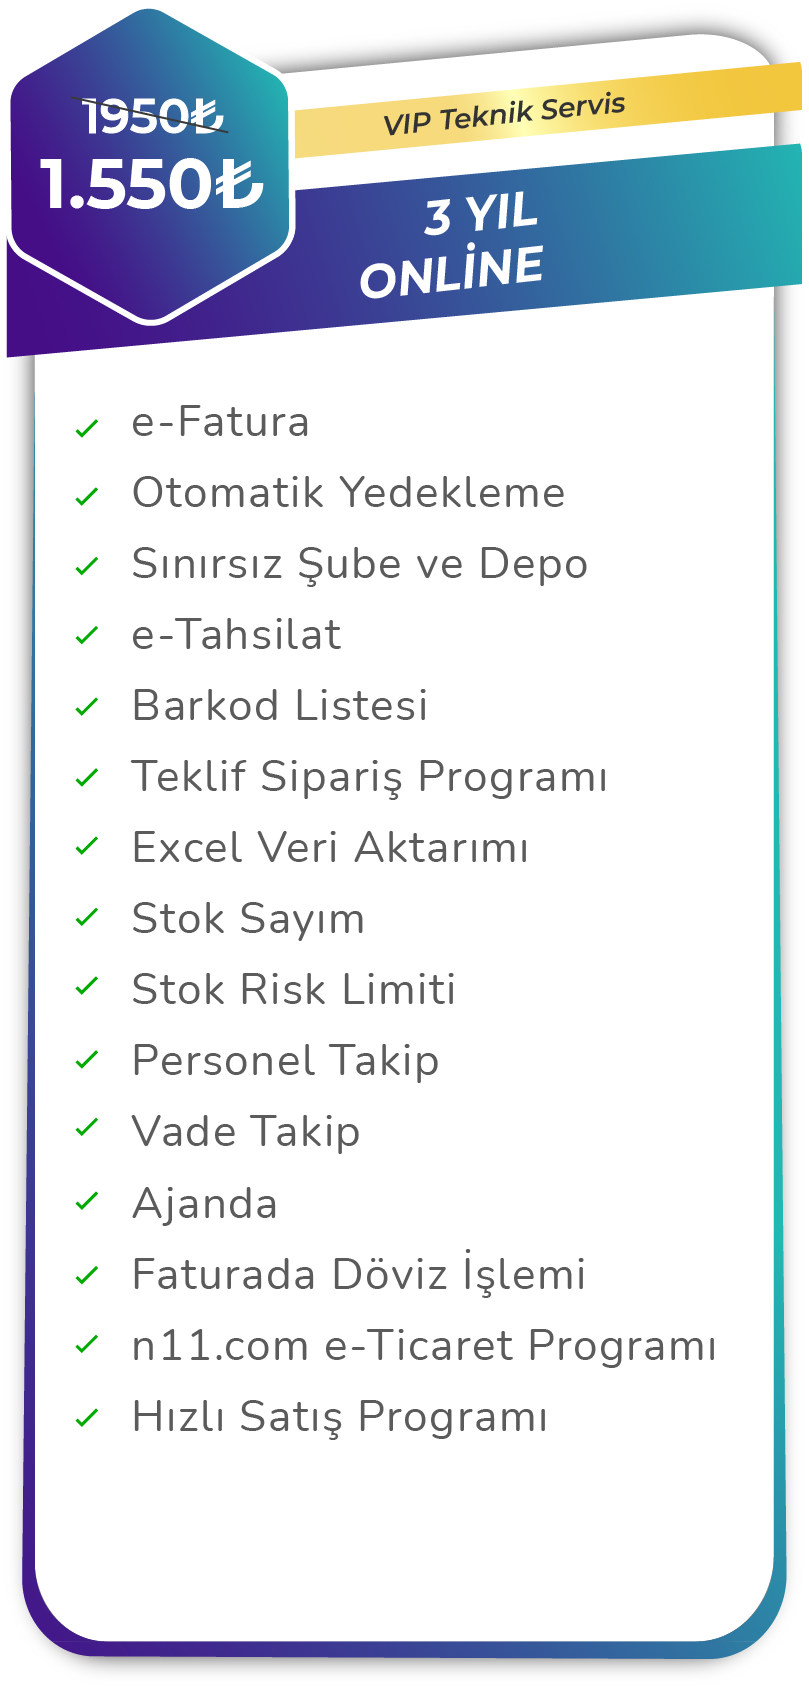 1950₺
1.550₺
VIP Teknik Servis
3 YIL
ONLİNE
e-Fatura
Otomatik Yedekleme
Sınırsız Şube ve Depo
e-Tahsilat
Barkod Listesi
Teklif Sipariş Programı
Excel Veri Aktarımı
Stok Sayım
Stok Risk Limiti
Personel Takip
Vade Takip
Ajanda
Faturada Döviz İşlemi
n11.com e-Ticaret Programı
Hızlı Satış Programı